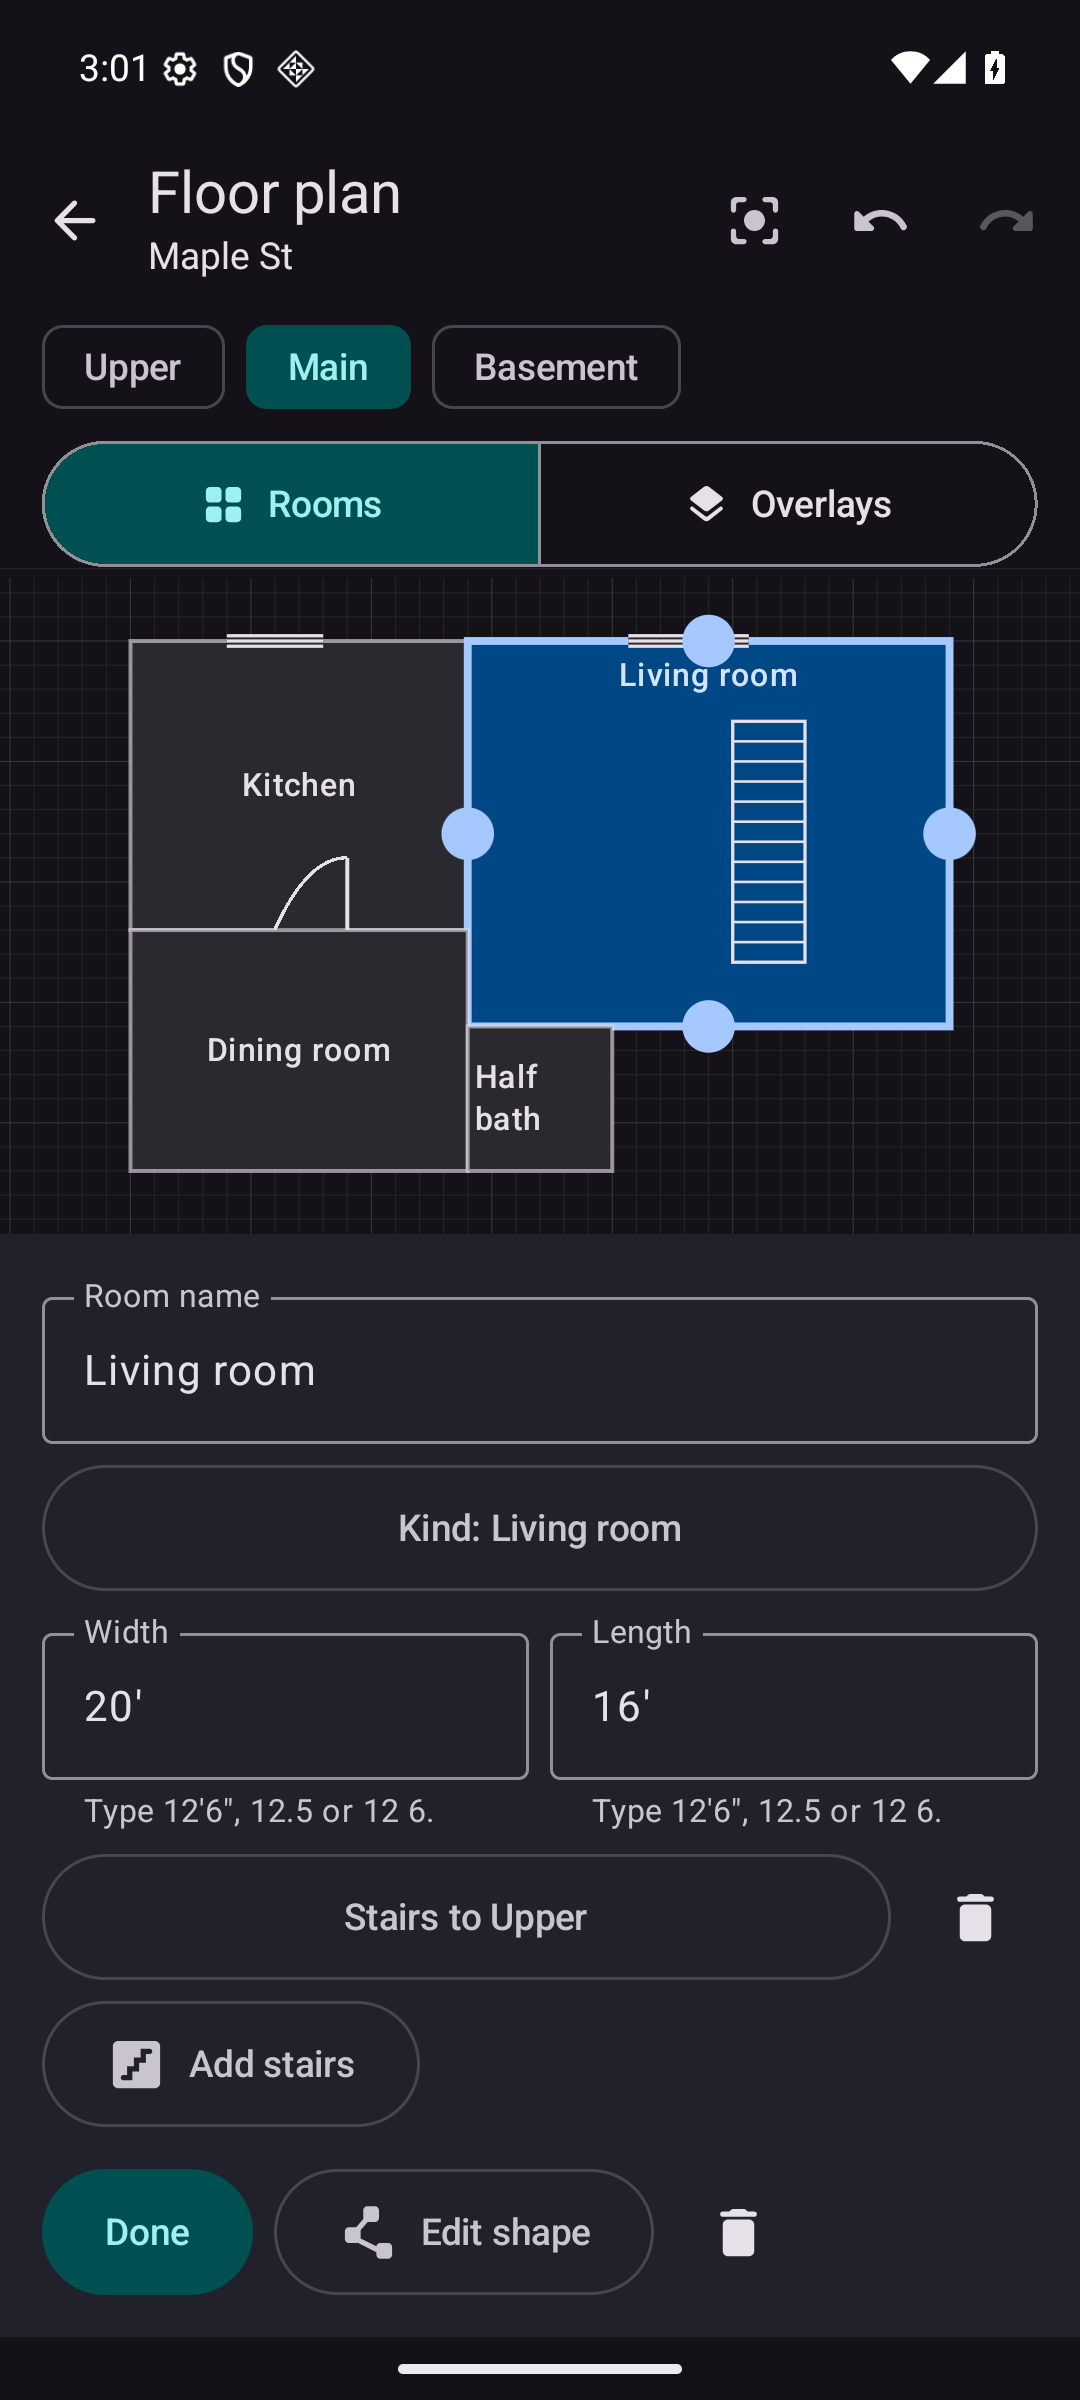 3:01
Floor plan
Maple St
Upper
Main
Basement
Rooms
Overlays
Living room
Kitchen
Dining room
Half
bath
Room name
Living room
Kind: Living room
Width
Length
20'
16'
Type 12'6", 12.5 or 12 6.
Type 12'6", 12.5 or 12 6.
Stairs to Upper
Add stairs
Done
Edit shape